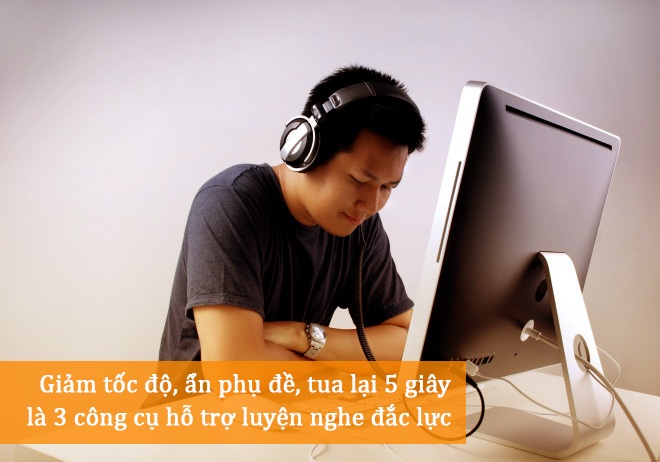 Giảm tốc độ, ẩn phụ đề, tua lại 5 giây
là 3 công cụ hỗ trợ luyện nghe đắc lực